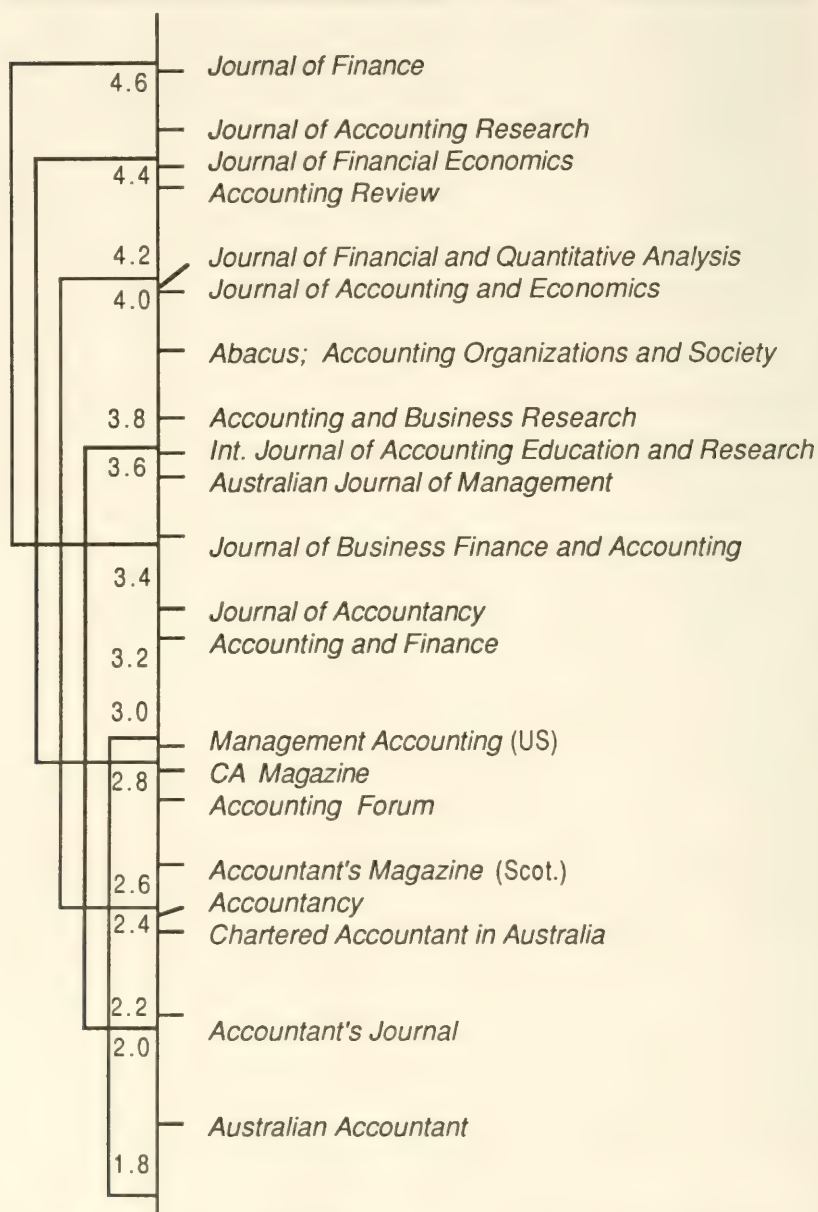 4.6 Journal of Finance
Journal of Accounting Research
4.4 Journal of Financial Economics
Accounting Review
4.2 Journal of Financial and Quantitative Analysis
4.0 Journal of Accounting and Economics
Abacus; Accounting Organizations and Society
3.8 Accounting and Business Research
Int. Journal of Accounting Education and Research
3.6 Australian Journal of Management
Journal of Business Finance and Accounting
3.4
Journal of Accountancy
3.2 Accounting and Finance
3.0
Management Accounting (US)
2.8 CA Magazine
Accounting Forum
Accountant's Magazine (Scot.)
2.6 Accountancy
2.4 Chartered Accountant in Australia
2.2
Accountant's Journal
2.0
Australian Accountant
1.8